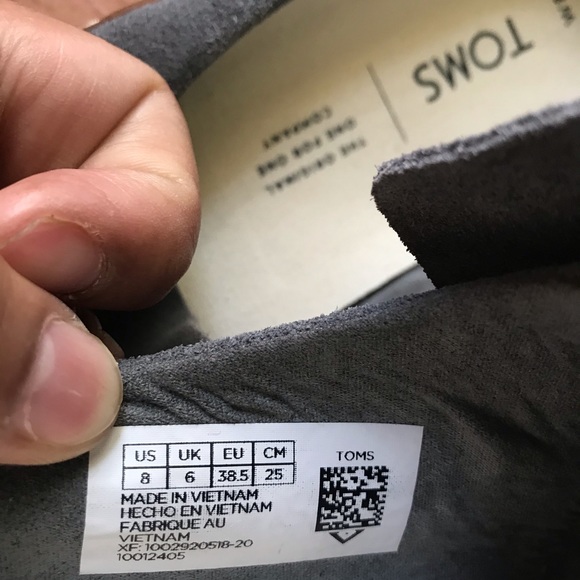 TOMS
THE ORIGINAL
ONE FOR ONE
COMPANY
US UK EU CM
8 6 38.5 25
TOMS
MADE IN VIETNAM
HECHO EN VIETNAM
FABRIQUE AU
VIETNAM
XF: 1002920518-20
10012405